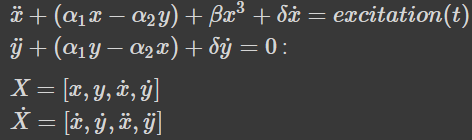 ẍ + (α₁x − α₂y) + βx³ + δẋ = excitation(t)
ÿ + (α₁y − α₂x) + δẏ = 0 :
X = [x, y, ẋ, ẏ]
Ẋ = [ẋ, ẏ, ẍ, ÿ]